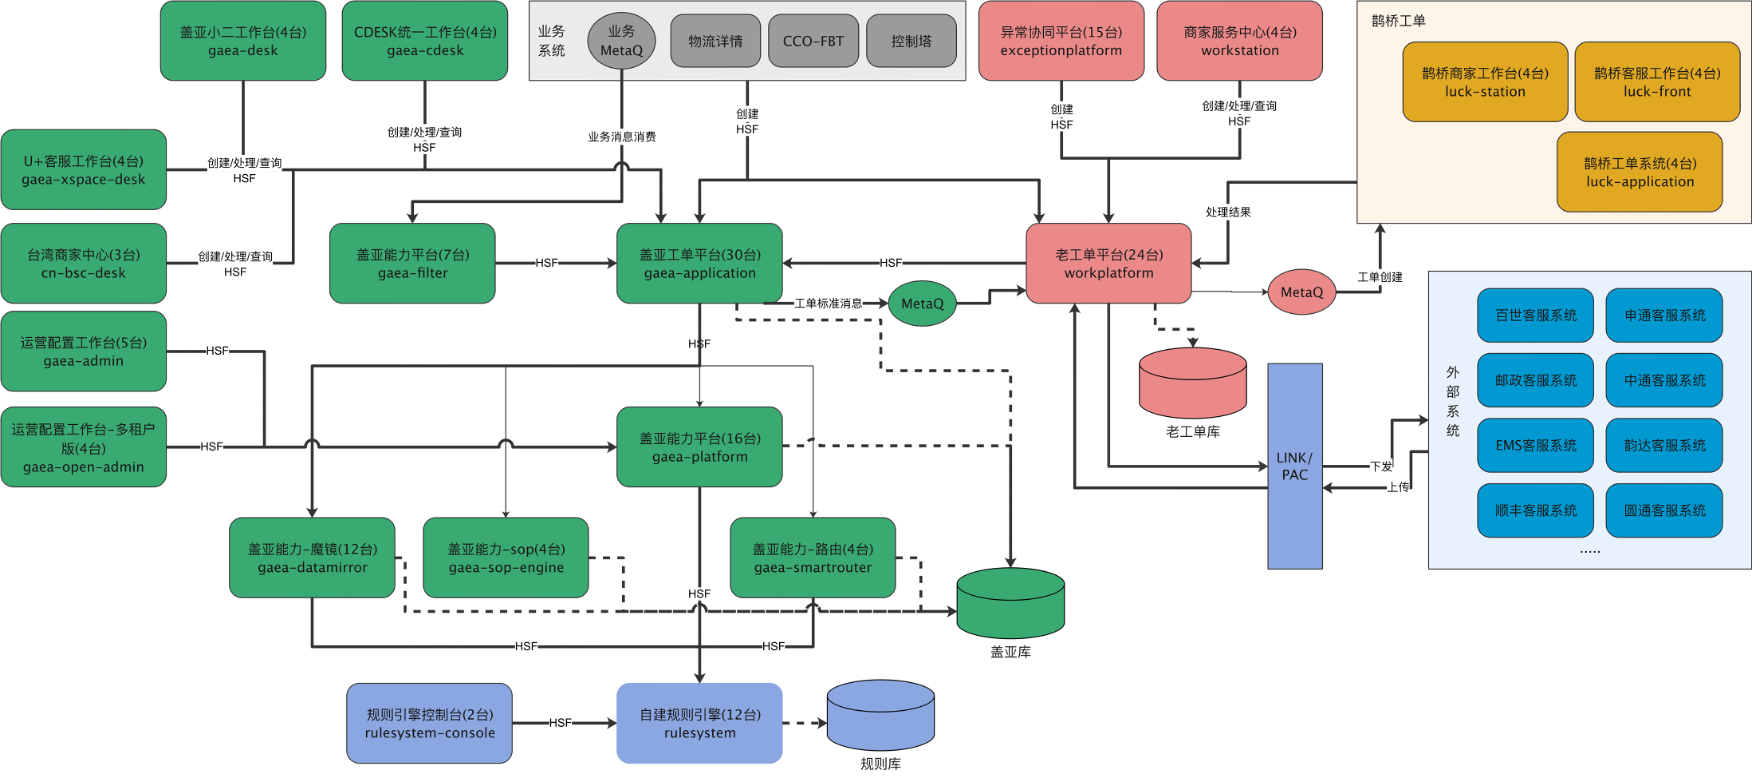 盖亚小二工作台(4台)
gaea-desk
CDESK统一工作台(4台)
gaea-cdesk
业务
系统
业务
MetaQ
物流详情
CCO-FBT
控制塔
异常协同平台(15台)
exceptionplatform
商家服务中心(4台)
workstation
鹊桥工单
鹊桥商家工作台(4台)
luck-station
鹊桥客服工作台(4台)
luck-front
鹊桥工单系统(4台)
luck-application
创建
HSF
创建
HSF
创建/处理/查询
HSF
业务消息消费
创建/处理/查询
HSF
U+客服工作台(4台)
gaea-xspace-desk
创建/处理/查询
HSF
处理结果
台湾商家中心(3台)
cn-bsc-desk
创建/处理/查询
HSF
盖亚能力平台(7台)
gaea-filter
HSF
盖亚工单平台(30台)
gaea-application
HSF
老工单平台(24台)
workplatform
工单标准消息
MetaQ
MetaQ
工单创建
运营配置工作台(5台)
gaea-admin
HSF
HSF
老工单库
外
部
系
统
百世客服系统
申通客服系统
邮政客服系统
中通客服系统
EMS客服系统
韵达客服系统
顺丰客服系统
圆通客服系统
.....
LINK/
PAC
下发
上传
运营配置工作台-多租户
版(4台)
gaea-open-admin
HSF
盖亚能力平台(16台)
gaea-platform
盖亚能力-魔镜(12台)
gaea-datamirror
盖亚能力-sop(4台)
gaea-sop-engine
盖亚能力-路由(4台)
gaea-smartrouter
HSF
盖亚库
HSF
HSF
规则引擎控制台(2台)
rulesystem-console
HSF
自建规则引擎(12台)
rulesystem
规则库